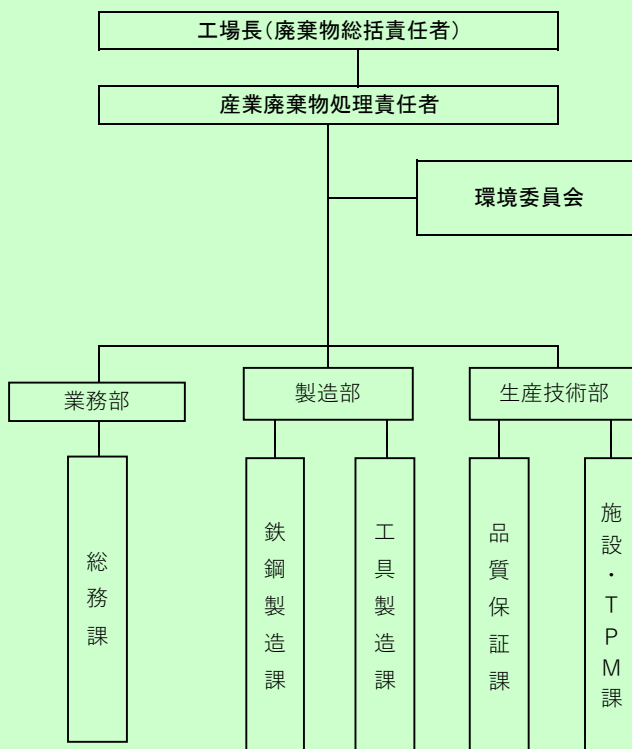 工場長（廃棄物総括責任者）
産業廃棄物処理責任者
環境委員会
業務部
製造部
生産技術部
総務課
鉄鋼製造課
工具製造課
品質保証課
施設・TPM課